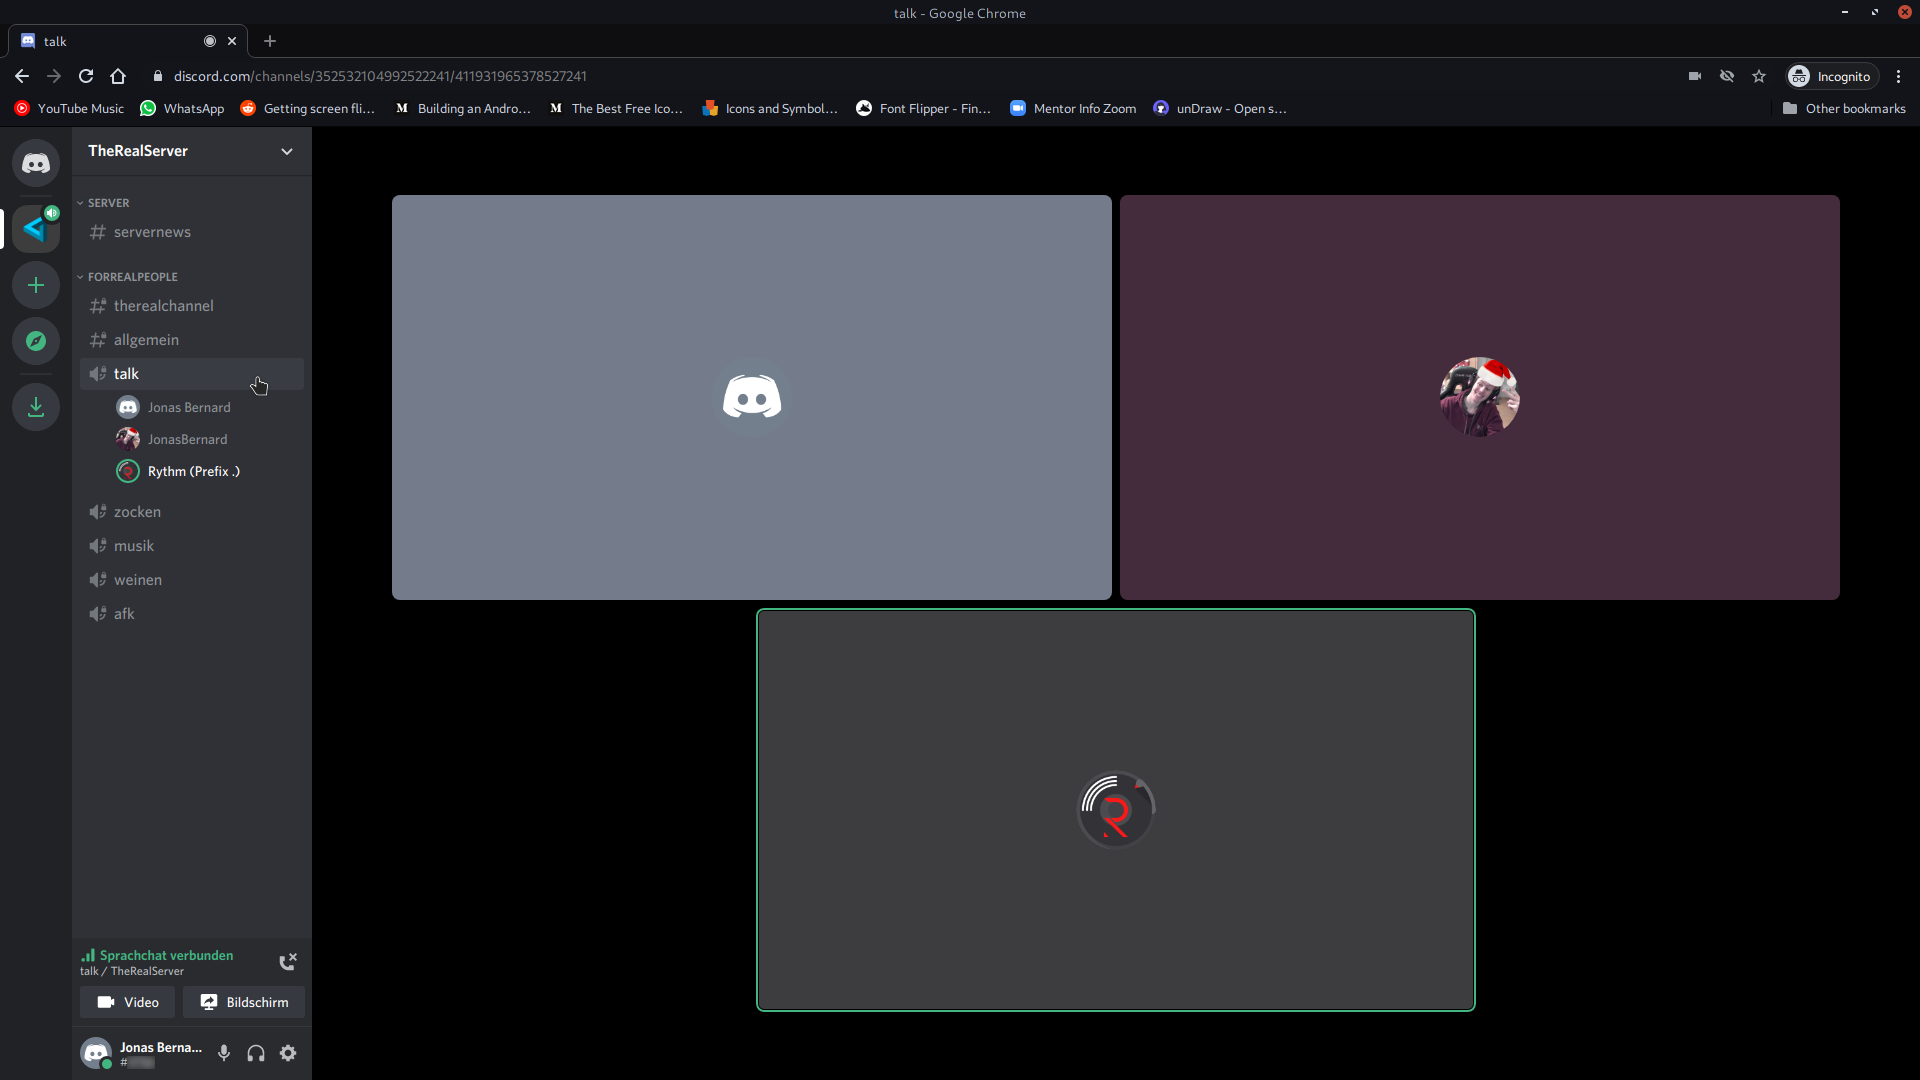 talk - Google Chrome
talk
discord.com/channels/352532104992522241/411931965378527241
Incognito
YouTube Music
WhatsApp
Getting screen fli...
Building an Andro...
The Best Free Ico...
Icons and Symbol...
Font Flipper - Fin...
Mentor Info Zoom
unDraw - Open s...
Other bookmarks
TheRealServer
SERVER
servernews
FORREALPEOPLE
therealchannel
allgemein
talk
Jonas Bernard
JonasBernard
Rythm (Prefix .)
zocken
musik
weinen
afk
Sprachchat verbunden
talk / TheRealServer
Video
Bildschirm
Jonas Berna...
#